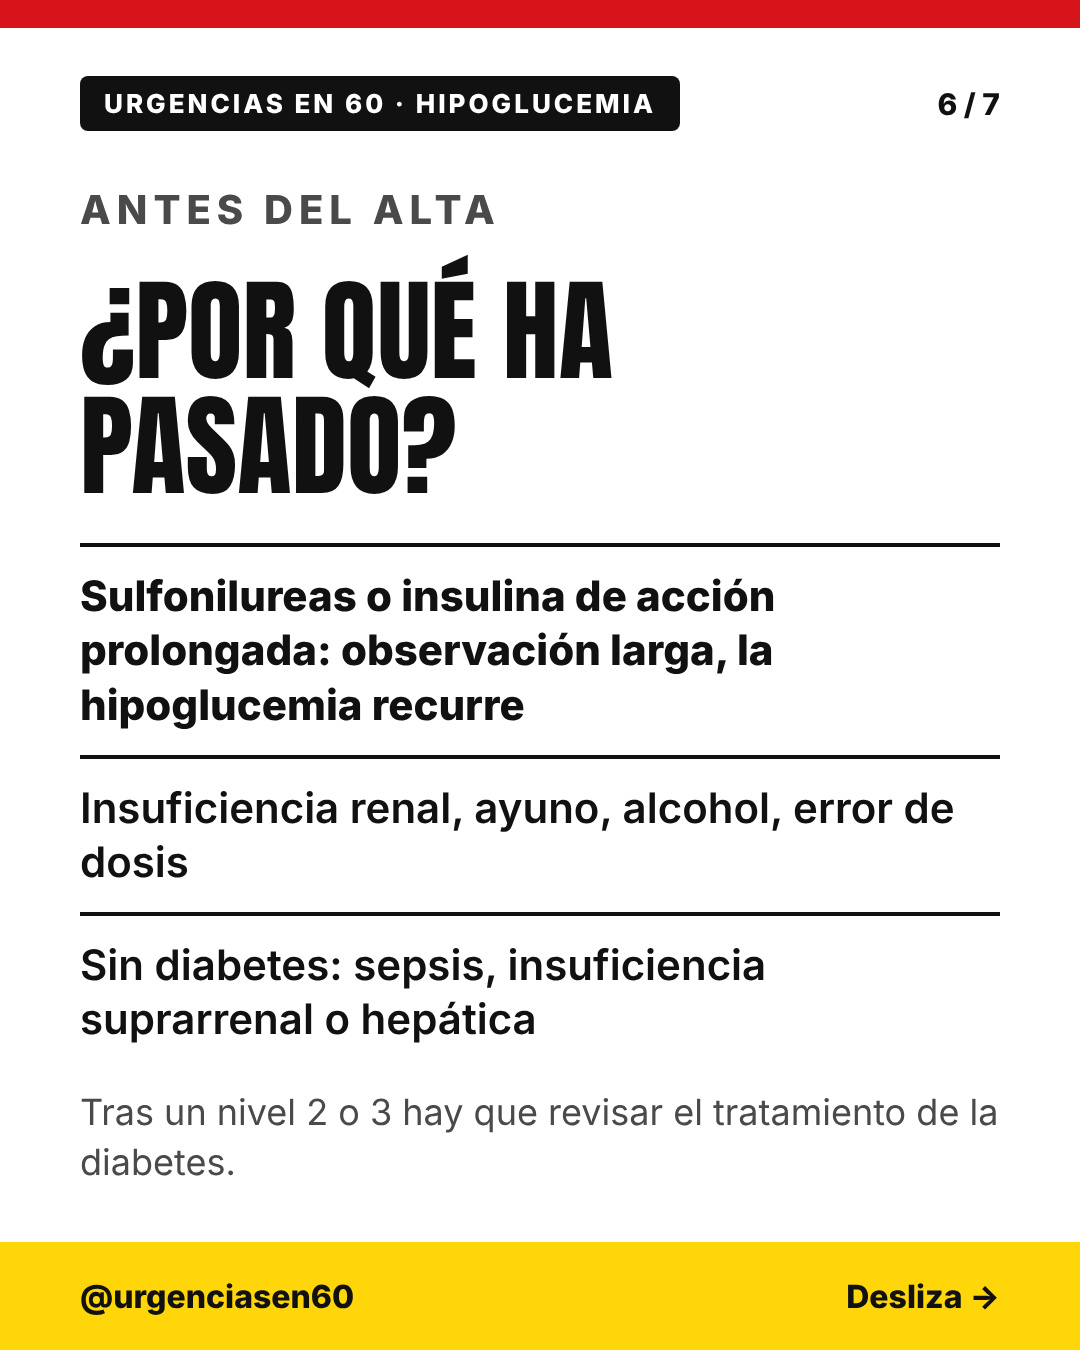 URGENCIAS EN 60 · HIPOGLUCEMIA
6 / 7
ANTES DEL ALTA
¿POR QUÉ HA
PASADO?
Sulfonilureas o insulina de acción
prolongada: observación larga, la
hipoglucemia recurre
Insuficiencia renal, ayuno, alcohol, error de
dosis
Sin diabetes: sepsis, insuficiencia
suprarrenal o hepática
Tras un nivel 2 o 3 hay que revisar el tratamiento de la
diabetes.
@urgenciasen60
Desliza →